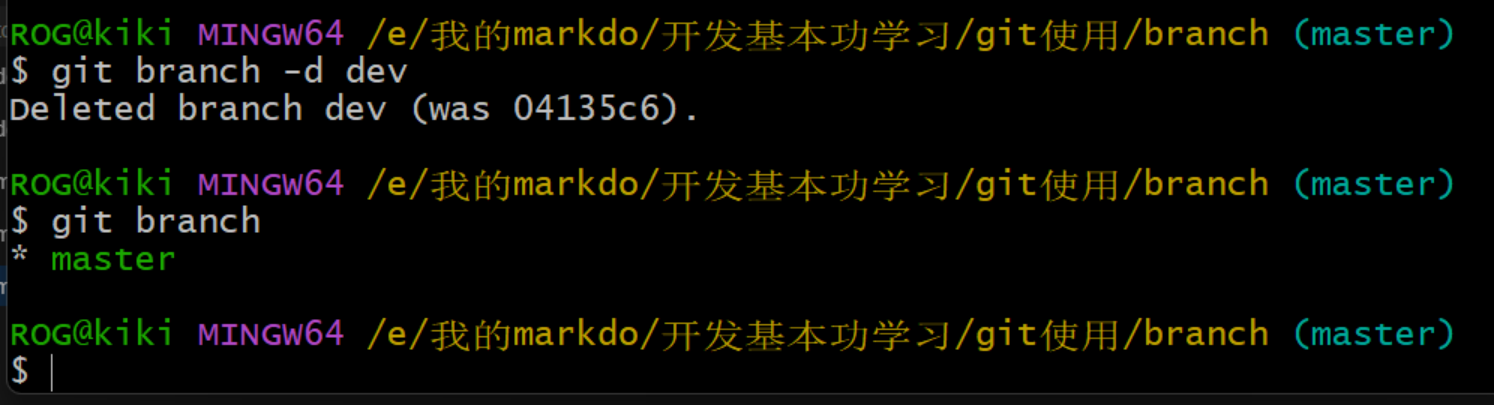 ROG@kiki MINGW64 /e/我的markdo/开发基本功学习/git使用/branch (master)
$ git branch -d dev
Deleted branch dev (was 04135c6).
ROG@kiki MINGW64 /e/我的markdo/开发基本功学习/git使用/branch (master)
$ git branch
* master
ROG@kiki MINGW64 /e/我的markdo/开发基本功学习/git使用/branch (master)
$